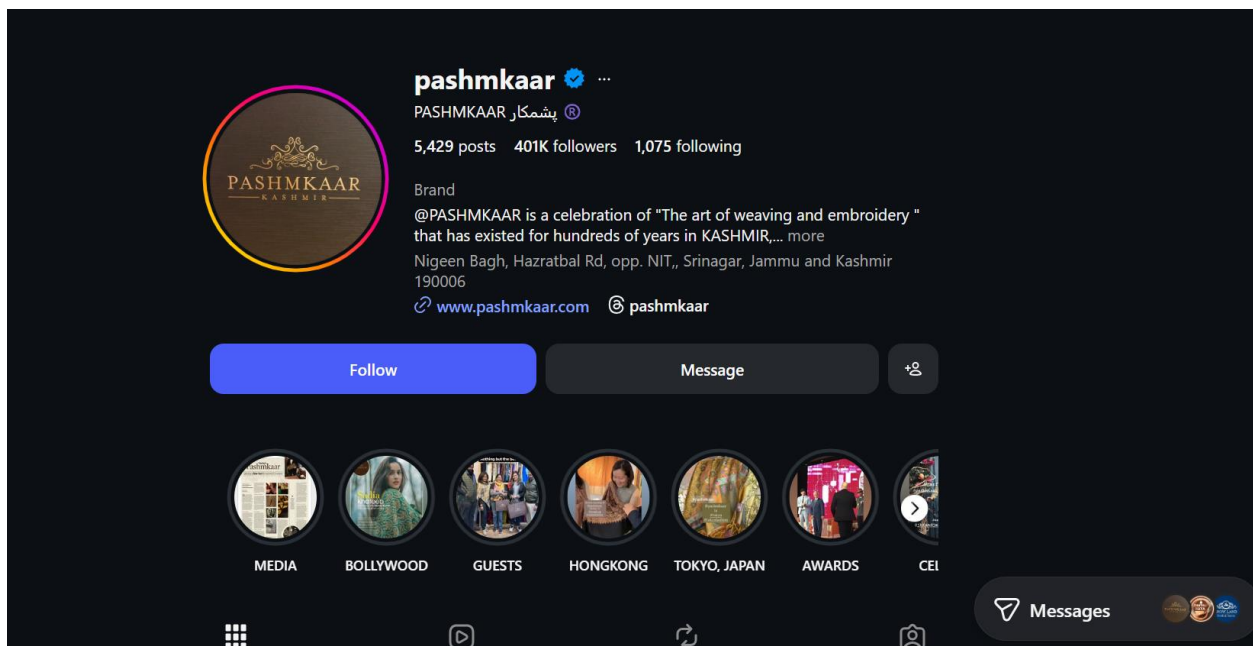 pashmkaar
PASHMKAAR پشمکار ®
5,429 posts 401K followers 1,075 following
PASHMKAAR
KASHMIR
Brand
@PASHMKAAR is a celebration of "The art of weaving and embroidery "
that has existed for hundreds of years in KASHMIR,... more
Nigeen Bagh, Hazratbal Rd, opp. NIT,, Srinagar, Jammu and Kashmir
190006
www.pashmkaar.com pashmkaar
Follow Message
MEDIA BOLLYWOOD GUESTS HONGKONG TOKYO, JAPAN AWARDS CEL
Messages